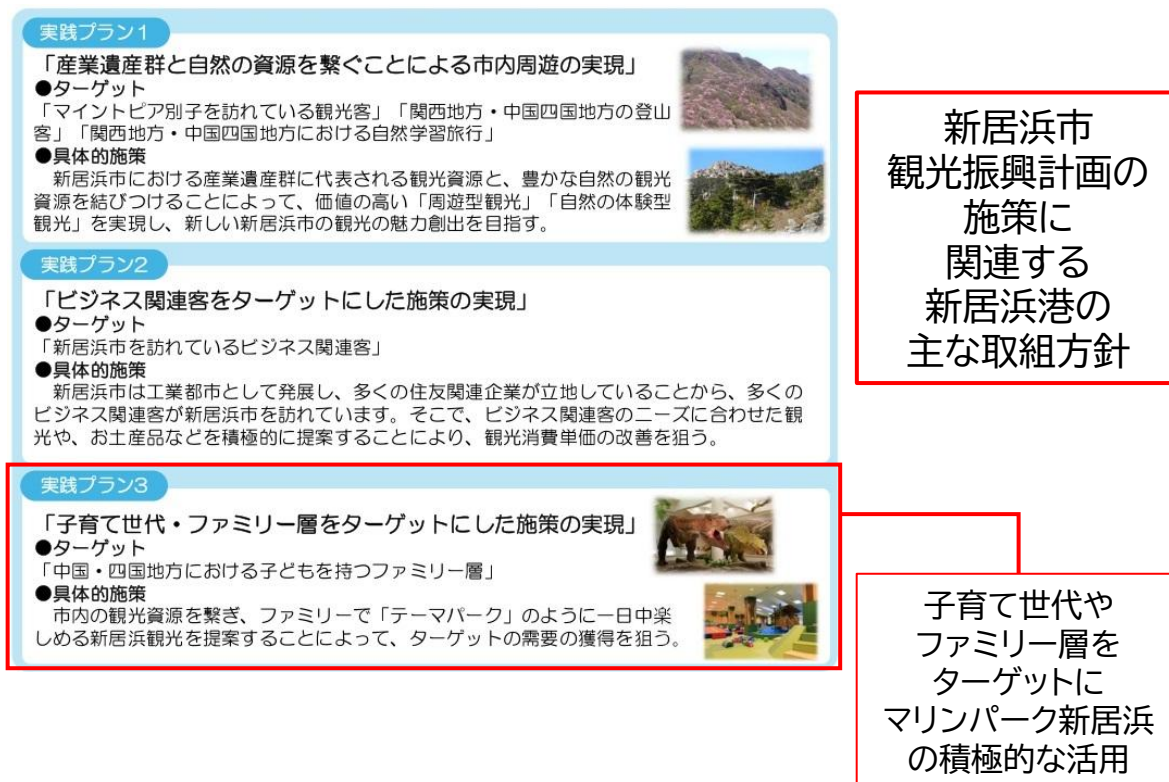 実践プラン1
「産業遺産群と自然の資源を繋ぐことによる市内周遊の実現」
●ターゲット
「マイントピア別子を訪れている観光客」「関西地方・中国四国地方の登山
客」「関西地方・中国四国地方における自然学習旅行」
●具体的施策
　新居浜市における産業遺産群に代表される観光資源と、豊かな自然の観光
資源を結びつけることによって、価値の高い「周遊型観光」「自然の体験型
観光」を実現し、新しい新居浜市の観光の魅力創出を目指す。
実践プラン2
「ビジネス関連客をターゲットにした施策の実現」
●ターゲット
「新居浜市を訪れているビジネス関連客」
●具体的施策
　新居浜市は工業都市として発展し、多くの住友関連企業が立地していることから、多くの
ビジネス関連客が新居浜市を訪れています。そこで、ビジネス関連客のニーズに合わせた観
光や、お土産品などを積極的に提案することにより、観光消費単価の改善を狙う。
実践プラン3
「子育て世代・ファミリー層をターゲットにした施策の実現」
●ターゲット
「中国・四国地方における子どもを持つファミリー層」
●具体的施策
　市内の観光資源を繋ぎ、ファミリーで「テーマパーク」のように一日中楽
しめる新居浜観光を提案することによって、ターゲットの需要の獲得を狙う。
新居浜市
観光振興計画の
施策に
関連する
新居浜港の
主な取組方針
子育て世代や
ファミリー層を
ターゲットに
マリンパーク新居浜
の積極的な活用